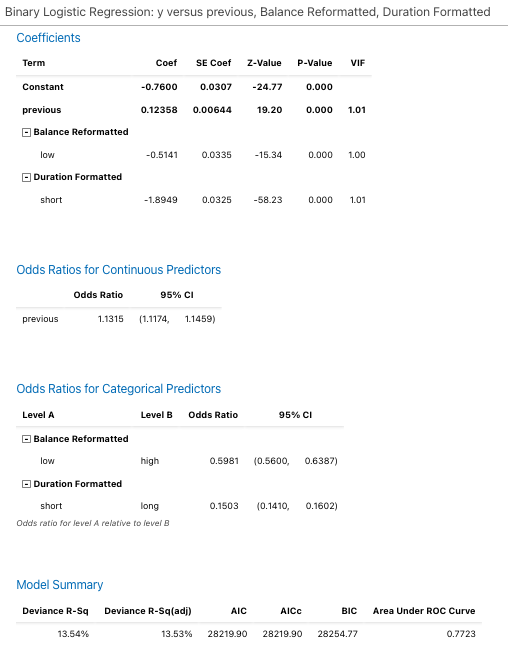 Binary Logistic Regression: y versus previous, Balance Reformatted, Duration Formatted
Coefficients
Term Coef SE Coef Z-Value P-Value VIF
Constant -0.7600 0.0307 -24.77 0.000
previous 0.12358 0.00644 19.20 0.000 1.01
Balance Reformatted
low -0.5141 0.0335 -15.34 0.000 1.00
Duration Formatted
short -1.8949 0.0325 -58.23 0.000 1.01
Odds Ratios for Continuous Predictors
Odds Ratio 95% CI
previous 1.1315 (1.1174, 1.1459)
Odds Ratios for Categorical Predictors
Level A Level B Odds Ratio 95% CI
Balance Reformatted
low high 0.5981 (0.5600, 0.6387)
Duration Formatted
short long 0.1503 (0.1410, 0.1602)
Odds ratio for level A relative to level B
Model Summary
Deviance R-Sq Deviance R-Sq(adj) AIC AICc BIC Area Under ROC Curve
13.54% 13.53% 28219.90 28219.90 28254.77 0.7723